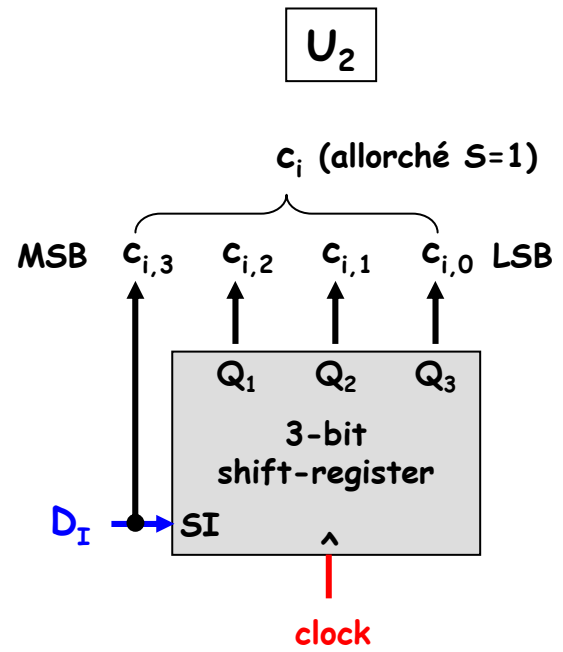 U₂
cᵢ (allorché S=1)
MSB cᵢ,₃ cᵢ,₂ cᵢ,₁ cᵢ,₀ LSB
Q₁ Q₂ Q₃
3-bit
shift-register
D_I SI
clock